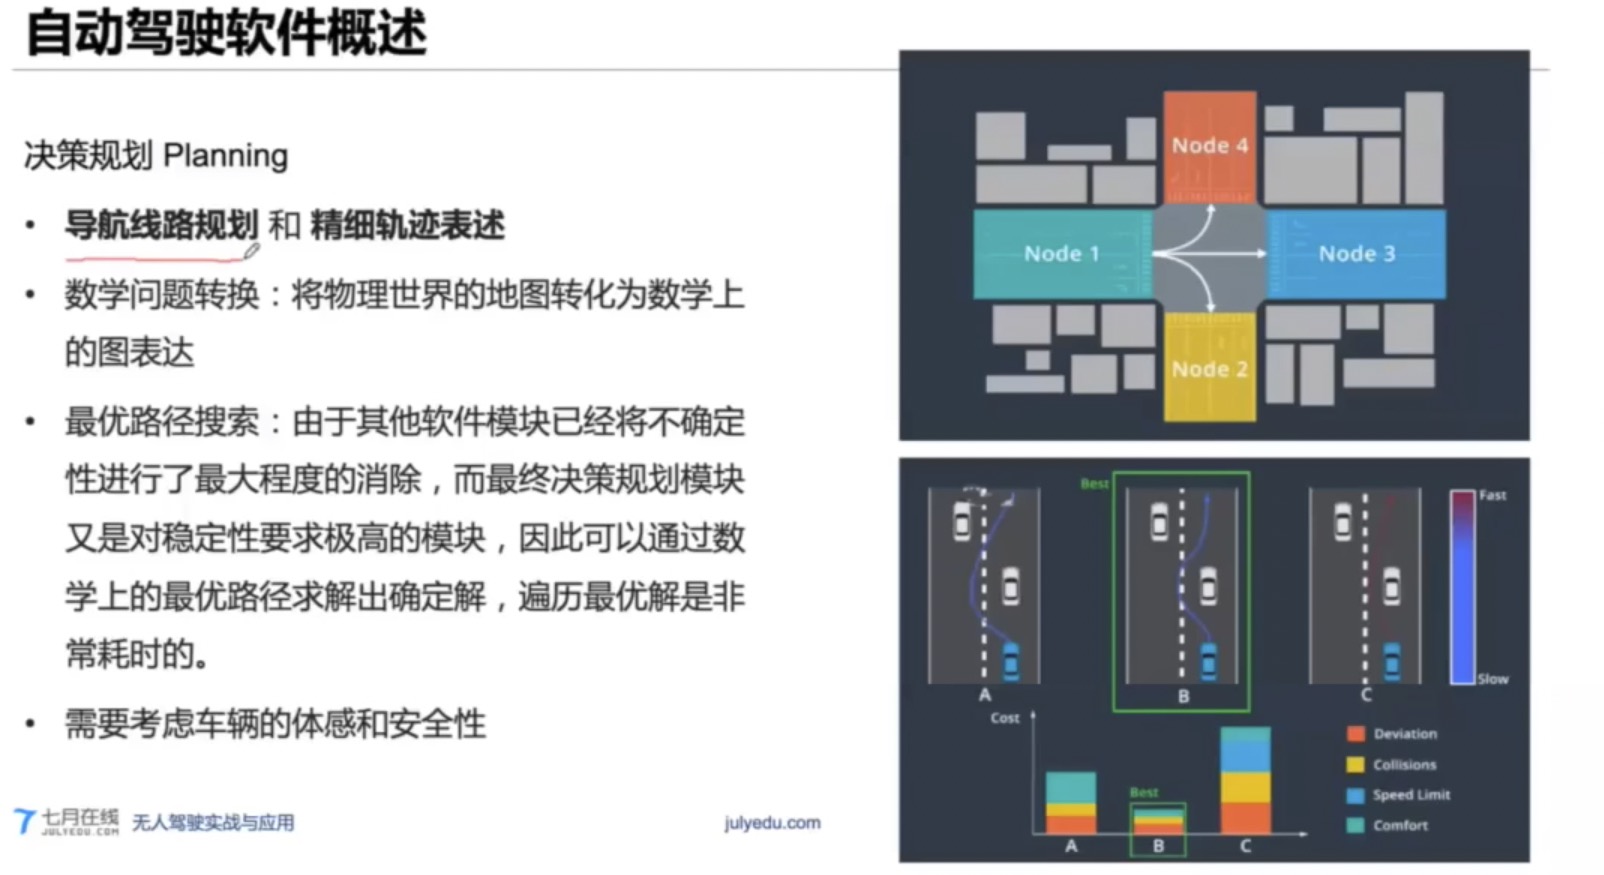 自动驾驶软件概述
决策规划 Planning
• 导航线路规划 和 精细轨迹表述
• 数学问题转换：将物理世界的地图转化为数学上
的图表达
• 最优路径搜索：由于其他软件模块已经将不确定
性进行了最大程度的消除，而最终决策规划模块
又是对稳定性要求极高的模块，因此可以通过数
学上的最优路径求解出确定解，遍历最优解是非
常耗时的。
• 需要考虑车辆的体感和安全性
七月在线
JULYEDU.COM
无人驾驶实战与应用
julyedu.com
Node 4
Node 1
Node 3
Node 2
Best
Fast
Slow
A
B
C
Cost
Best
Deviation
Collisions
Speed Limit
Comfort
A
B
C